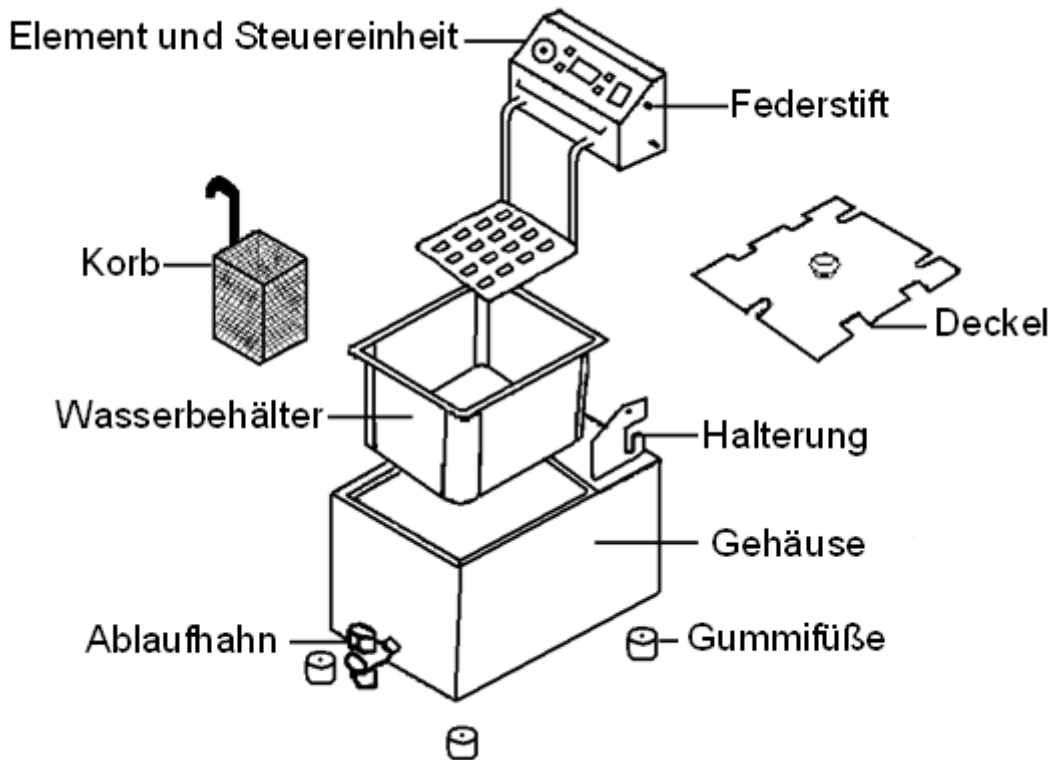 Element und Steuereinheit
Federstift
Korb
Deckel
Wasserbehälter
Halterung
Gehäuse
Ablaufhahn
Gummifüße